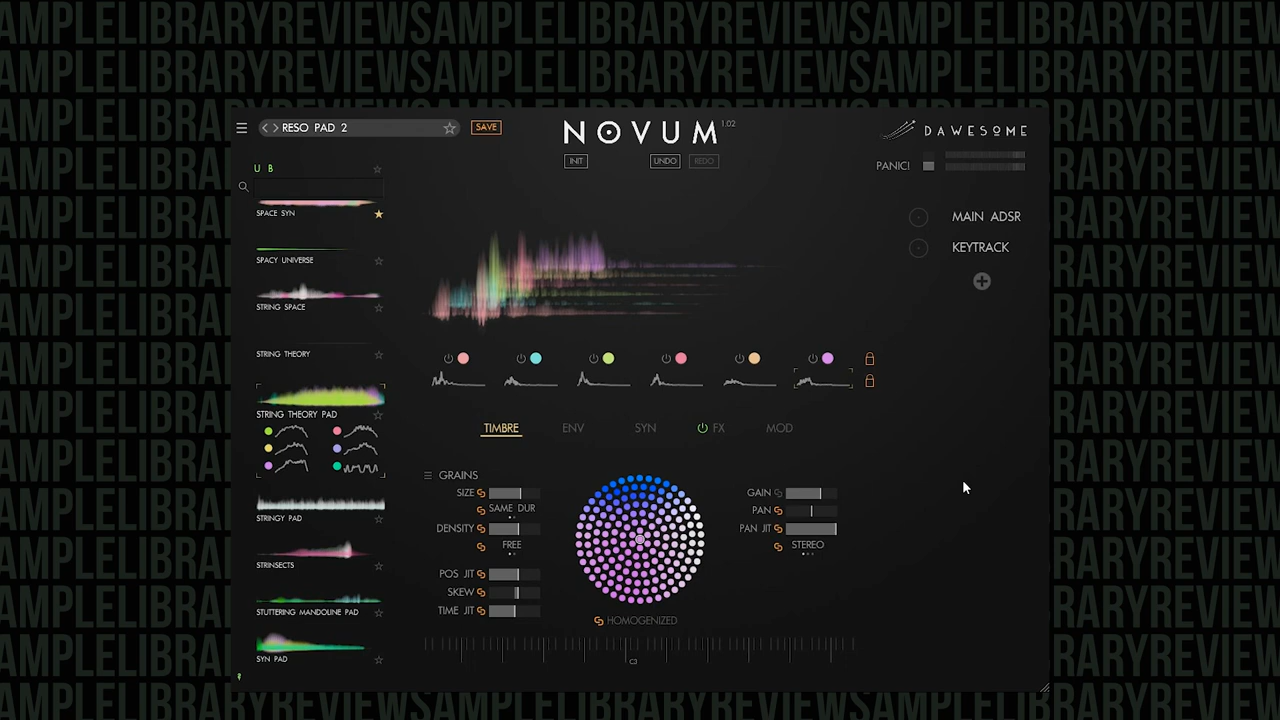 SAMPLELIBRARYREVIEW
RESO PAD 2
SAVE
NOVUM
1.02
DAWESOME
INIT
UNDO
REDO
PANIC!
U B
SPACE SYN
SPACY UNIVERSE
STRING SPACE
STRING THEORY
STRING THEORY PAD
STRINGY PAD
STRINSECTS
STUTTERING MANDOLINE PAD
SYN PAD
MAIN ADSR
KEYTRACK
TIMBRE
ENV
SYN
FX
MOD
GRAINS
SIZE
SAME DUR
DENSITY
FREE
POS JIT
SKEW
TIME JIT
HOMOGENIZED
GAIN
PAN
PAN JIT
STEREO
C3